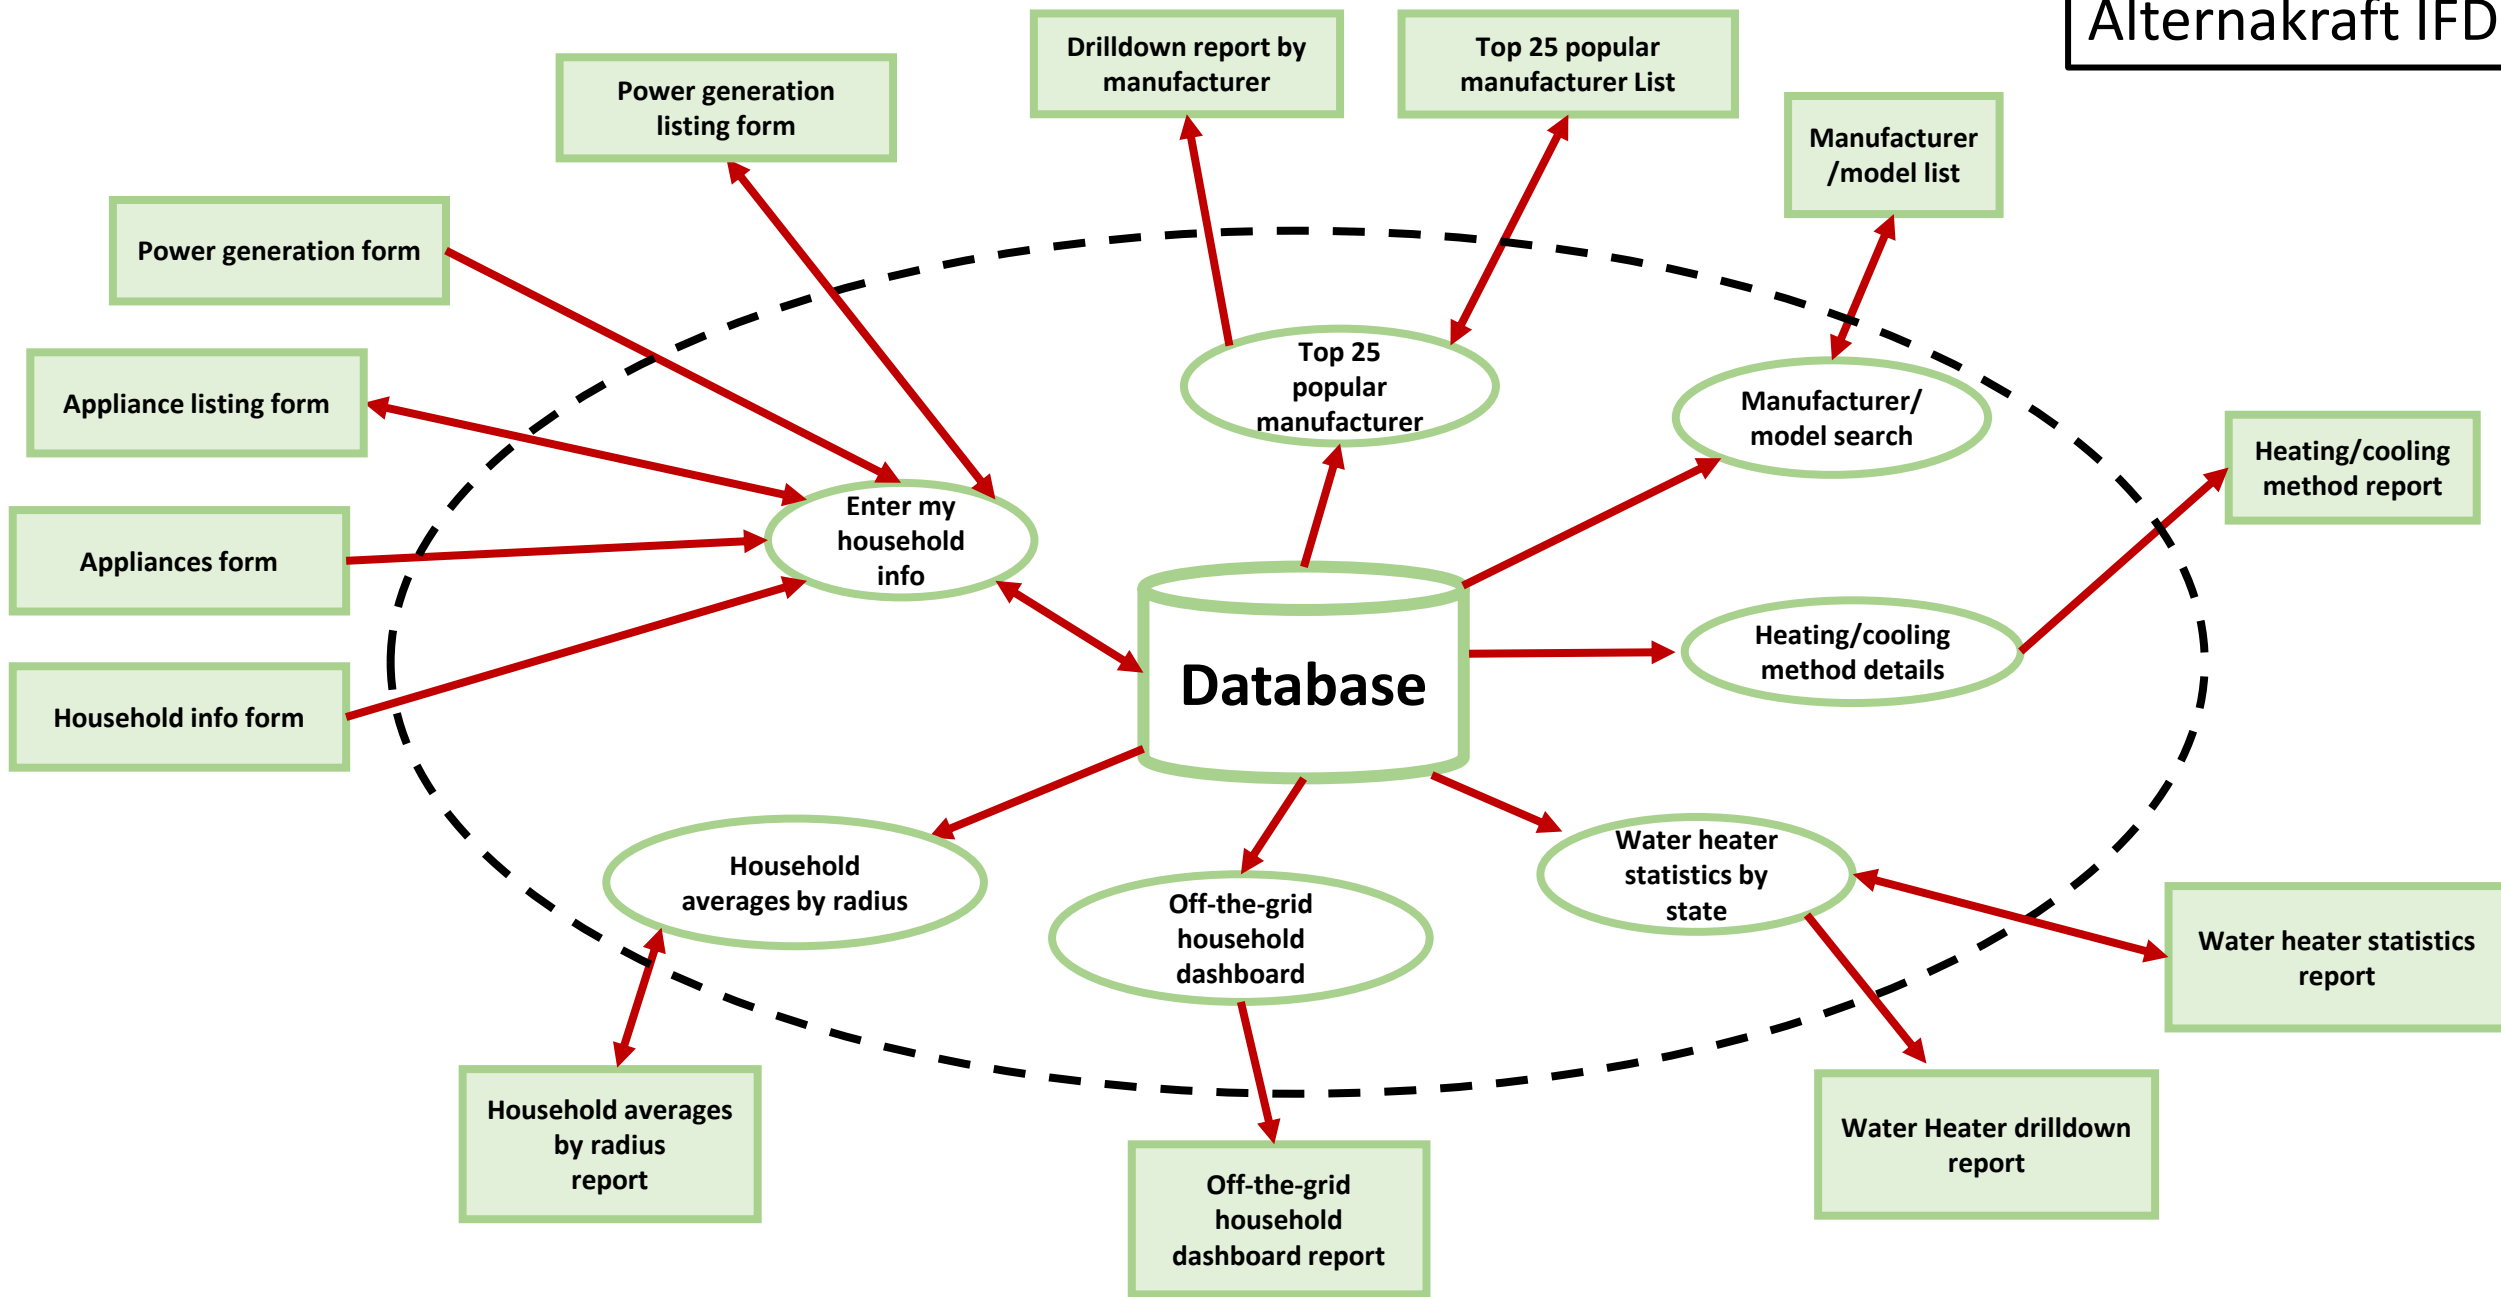 Alternakraft IFD
Drilldown report by
manufacturer
Top 25 popular
manufacturer List
Power generation
listing form
Manufacturer
/model list
Power generation form
Appliance listing form
Top 25
popular
manufacturer
Manufacturer/
model search
Heating/cooling
method report
Appliances form
Enter my
household
info
Heating/cooling
method details
Database
Household info form
Household
averages by radius
Off-the-grid
household
dashboard
Water heater
statistics by
state
Water heater statistics
report
Household averages
by radius
report
Off-the-grid
household
dashboard report
Water Heater drilldown
report